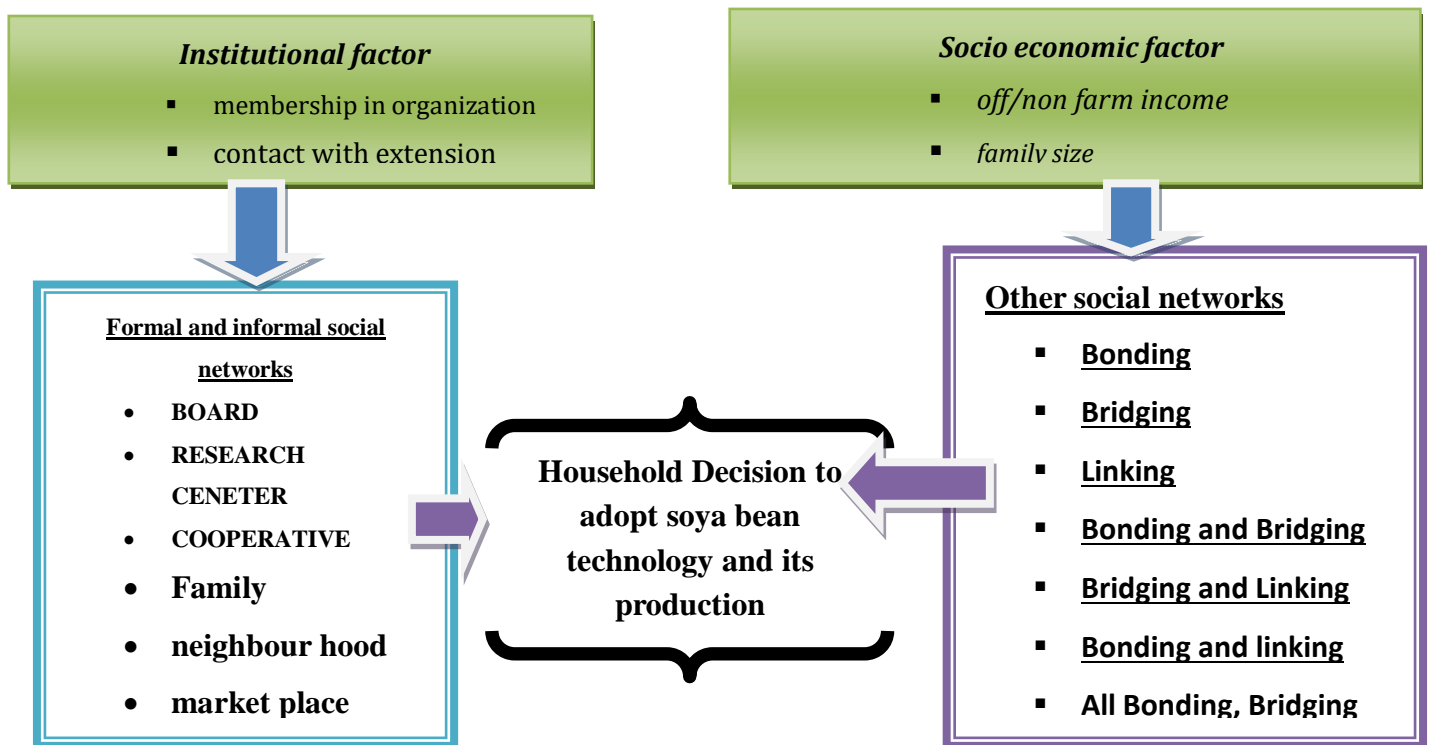 Institutional factor
▪ membership in organization
▪ contact with extension
Socio economic factor
▪ off/non farm income
▪ family size
Formal and informal social
networks
• BOARD
• RESEARCH
CENETER
• COOPERATIVE
• Family
• neighbour hood
• market place
Household Decision to
adopt soya bean
technology and its
production
Other social networks
▪ Bonding
▪ Bridging
▪ Linking
▪ Bonding and Bridging
▪ Bridging and Linking
▪ Bonding and linking
▪ All Bonding, Bridging